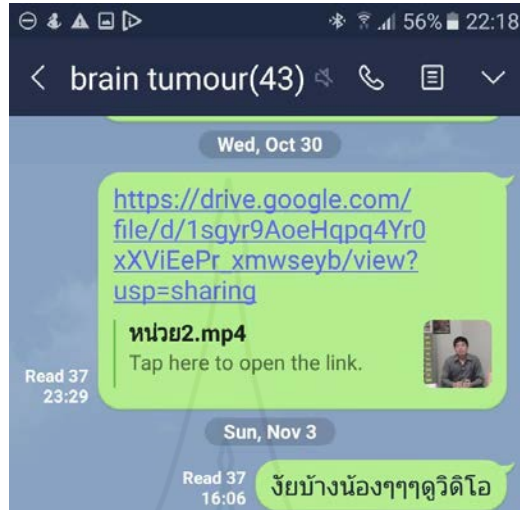 56% 22:18
brain tumour(43)
Wed, Oct 30
https://drive.google.com/
file/d/1sgyr9AoeHqpq4Yr0
xXViEePr_xmwseyb/view?
usp=sharing
หน่วย2.mp4
Tap here to open the link.
Read 37
23:29
Sun, Nov 3
Read 37
16:06
งัยบ้างน้องๆๆๆดูวิดิโอ